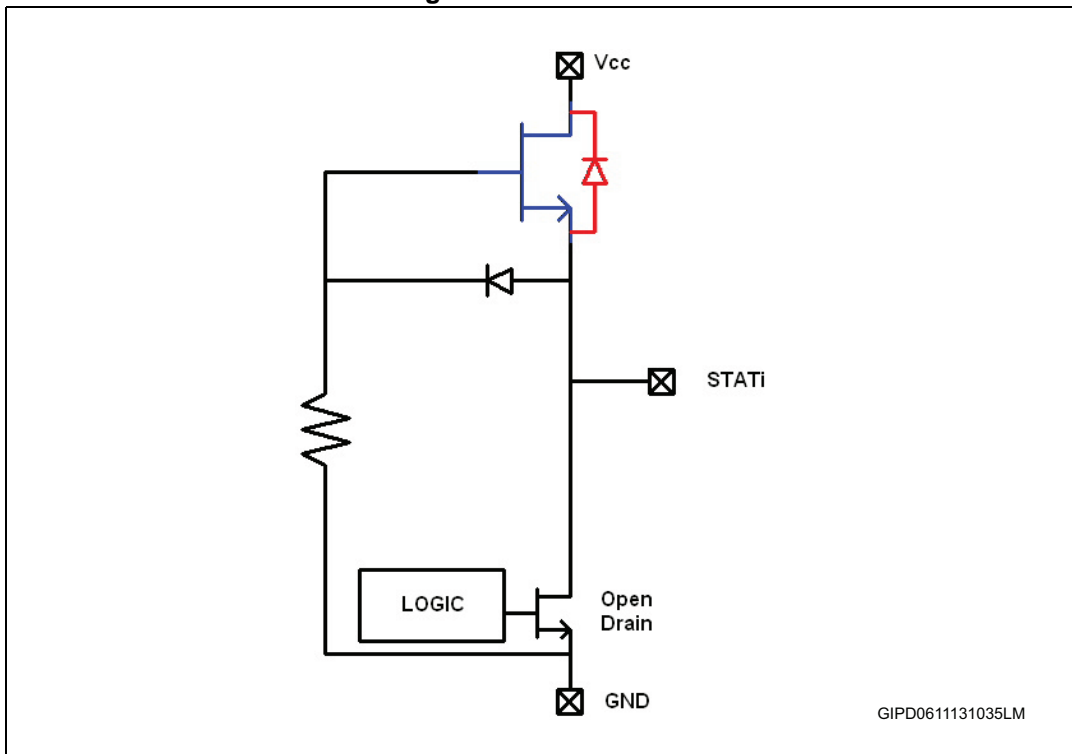 Vcc
STATi
LOGIC
Open
Drain
GND
GIPD0611131035LM